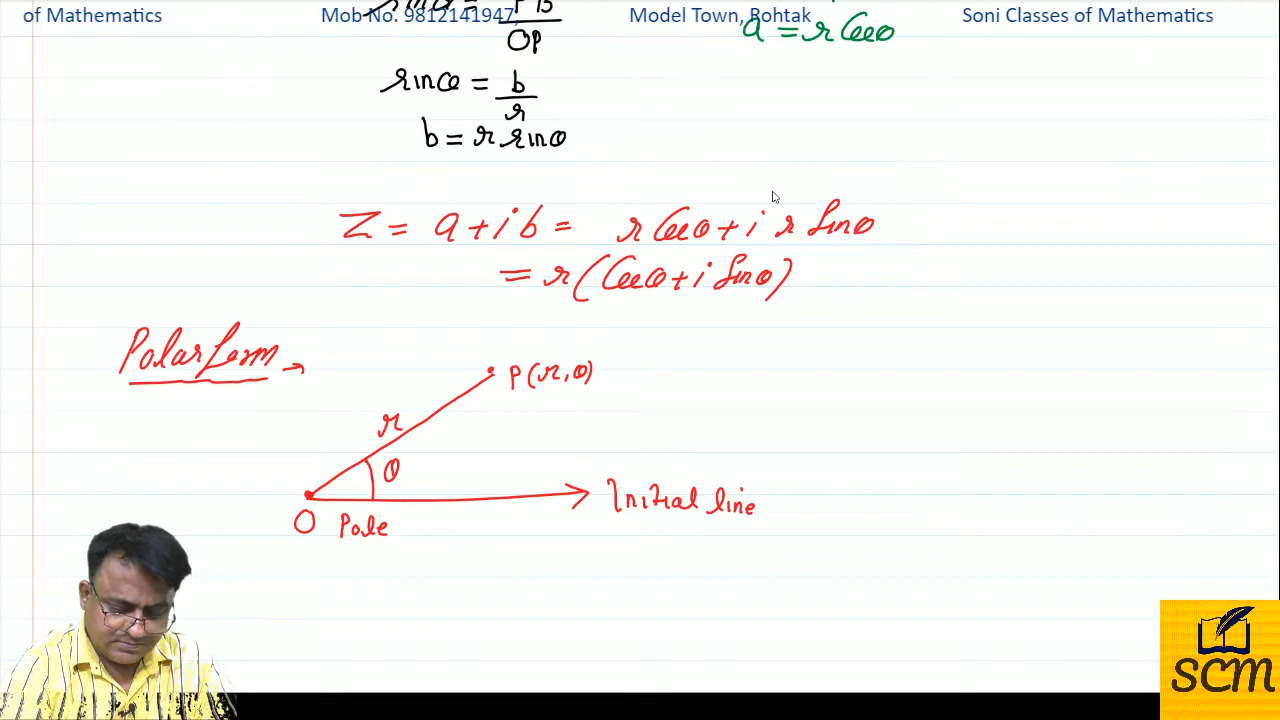 of Mathematics Mob No. 9812141947, Model Town, Rohtak Soni Classes of Mathematics
OP
a = r Cosθ
sinθ = b/r
b = r sinθ
Z = a + i b = r Cosθ + i r Sinθ
= r (Cosθ + i Sinθ)
Polar form →
P(r, θ)
r
θ
O Pole
Initial line
SCM